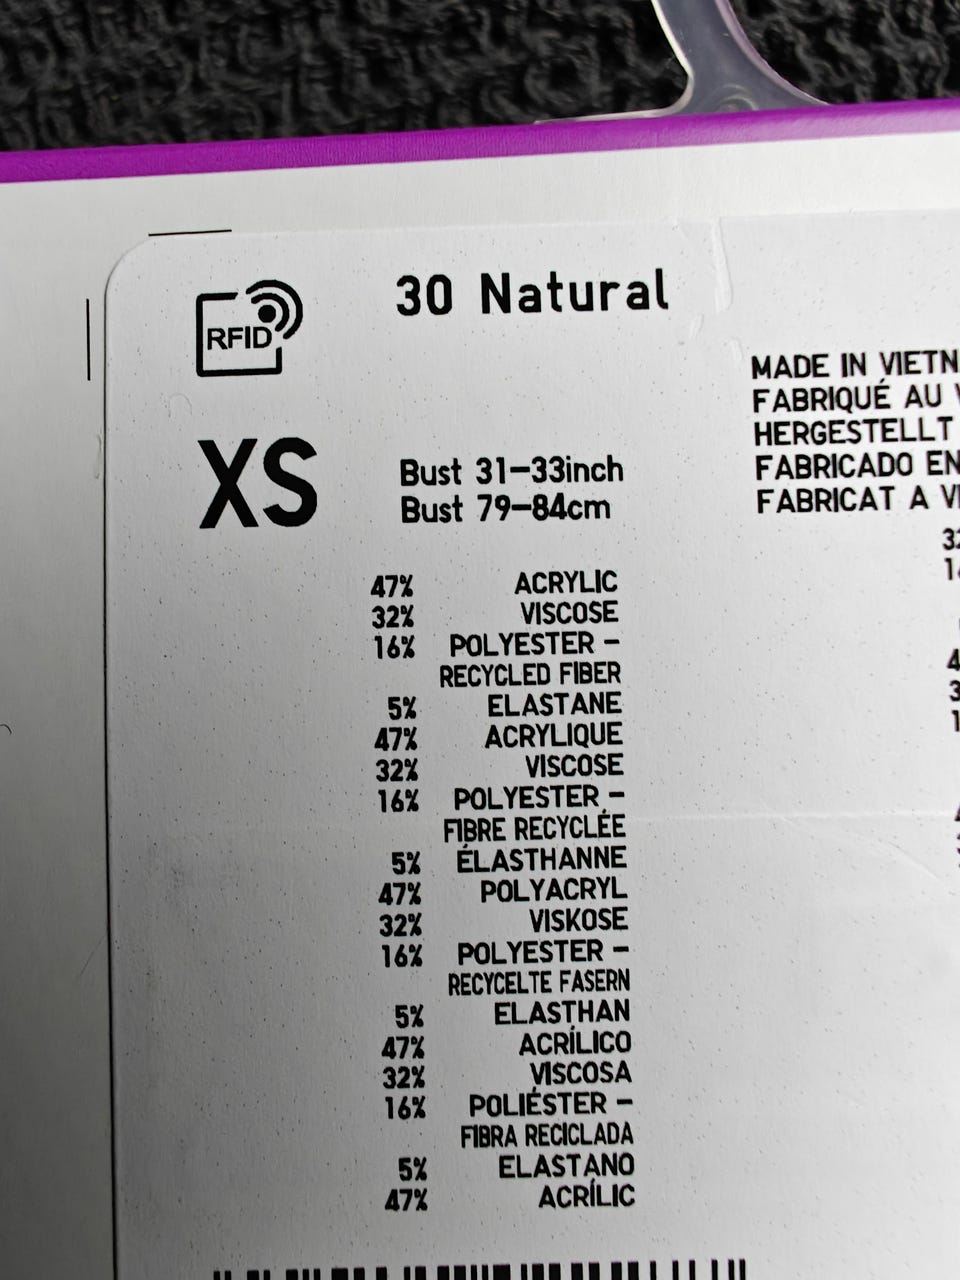 RFID
30 Natural
XS
Bust 31-33inch
Bust 79-84cm
47% ACRYLIC
32% VISCOSE
16% POLYESTER -
RECYCLED FIBER
5% ELASTANE
47% ACRYLIQUE
32% VISCOSE
16% POLYESTER -
FIBRE RECYCLÉE
5% ÉLASTHANNE
47% POLYACRYL
32% VISKOSE
16% POLYESTER -
RECYCELTE FASERN
5% ELASTHAN
47% ACRÍLICO
32% VISCOSA
16% POLIÉSTER -
FIBRA RECICLADA
5% ELASTANO
47% ACRÍLIC
MADE IN VIETN
FABRIQUÉ AU
HERGESTELLT
FABRICADO EN
FABRICAT A